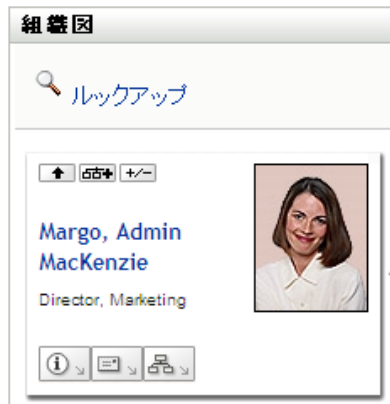 組織図
ルックアップ
+/-
Margo, Admin
MacKenzie
Director, Marketing